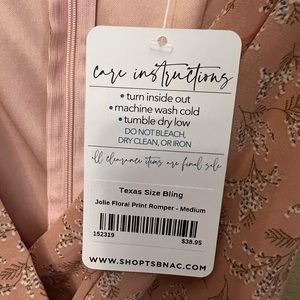 care instructions
• turn inside out
• machine wash cold
• tumble dry low
DO NOT BLEACH,
DRY CLEAN, OR IRON
all clearance items are final sale
Texas Size Bling
Jolie Floral Print Romper - Medium
152319
$38.95
WWW.SHOPTSBNAC.COM